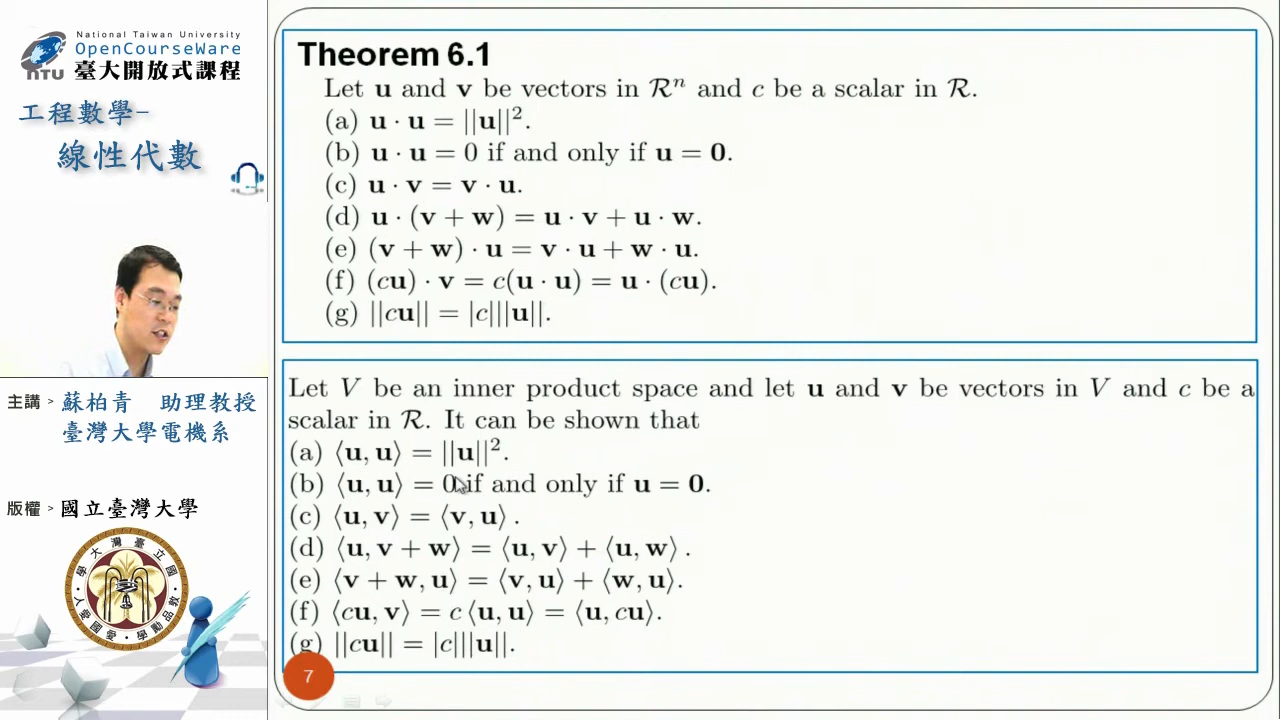 National Taiwan University
OpenCourseWare
NTU 臺大開放式課程
工程數學-
線性代數
主講 > 蘇柏青 助理教授
臺灣大學電機系
版權 > 國立臺灣大學
Theorem 6.1
Let u and v be vectors in ℛⁿ and c be a scalar in ℛ.
(a) u · u = ||u||².
(b) u · u = 0 if and only if u = 0.
(c) u · v = v · u.
(d) u · (v + w) = u · v + u · w.
(e) (v + w) · u = v · u + w · u.
(f) (cu) · v = c(u · u) = u · (cu).
(g) ||cu|| = |c|||u||.
Let V be an inner product space and let u and v be vectors in V and c be a
scalar in ℛ. It can be shown that
(a) ⟨u, u⟩ = ||u||².
(b) ⟨u, u⟩ = 0 if and only if u = 0.
(c) ⟨u, v⟩ = ⟨v, u⟩ .
(d) ⟨u, v + w⟩ = ⟨u, v⟩ + ⟨u, w⟩ .
(e) ⟨v + w, u⟩ = ⟨v, u⟩ + ⟨w, u⟩.
(f) ⟨cu, v⟩ = c ⟨u, u⟩ = ⟨u, cu⟩.
(g) ||cu|| = |c|||u||.
7